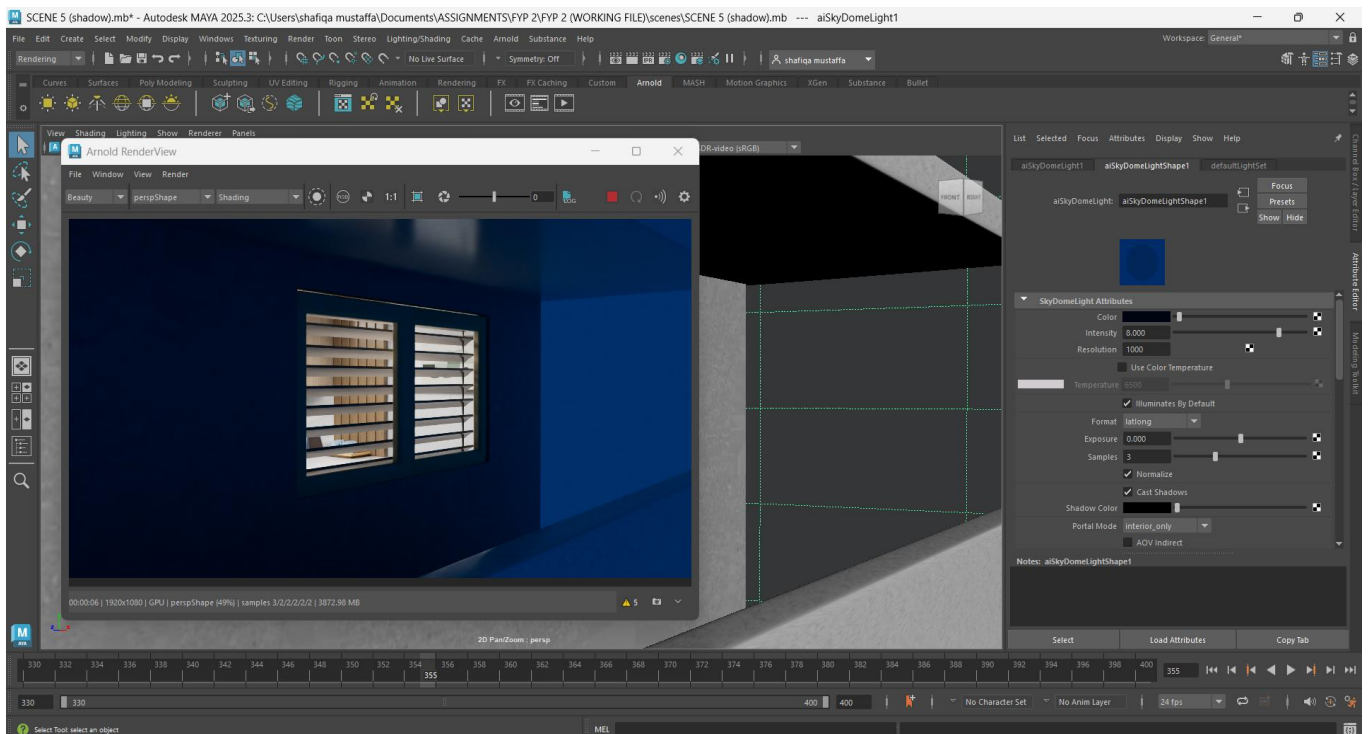 SCENE 5 (shadow).mb* - Autodesk MAYA 2025.3: C:\Users\shafiqa mustaffa\Documents\ASSIGNMENTS\FYP 2\FYP 2 (WORKING FILE)\scenes\SCENE 5 (shadow).mb --- aiSkyDomeLight1
File Edit Create Select Modify Display Windows Texturing Render Toon Stereo Lighting/Shading Cache Arnold Substance Help
Workspace: General*
Rendering
No Live Surface
Symmetry: Off
shafiqa mustaffa
Curves Surfaces Poly Modeling Sculpting UV Editing Rigging Animation Rendering FX FX Caching Custom Arnold MASH Motion Graphics XGen Substance Bullet
View Shading Lighting Show Renderer Panels
DR-video (sRGB)
Arnold RenderView
File Window View Render
Beauty perspShape Shading
1:1
0
LOG
FRONT RIGHT
00:00:06 | 1920x1080 | GPU | perspShape (49%) | samples 3/2/2/2/2/2 | 3872.98 MB
5
2D Pan/Zoom : persp
List Selected Focus Attributes Display Show Help
aiSkyDomeLight1 aiSkyDomeLightShape1 defaultLightSet
aiSkyDomeLight: aiSkyDomeLightShape1
Focus
Presets
Show Hide
SkyDomeLight Attributes
Color
Intensity 8.000
Resolution 1000
Use Color Temperature
Temperature 6500
Illuminates By Default
Format latlong
Exposure 0.000
Samples 3
Normalize
Cast Shadows
Shadow Color
Portal Mode interior_only
AOV Indirect
Notes: aiSkyDomeLightShape1
Select Load Attributes Copy Tab
Channel Box / Layer Editor
Attribute Editor
Modeling Toolkit
330 332 334 336 338 340 342 344 346 348 350 352 354 356 358 360 362 364 366 368 370 372 374 376 378 380 382 384 386 388 390 392 394 396 398 400
355
355
330 330 400 400
No Character Set
No Anim Layer
24 fps
Select Tool: select an object
MEL